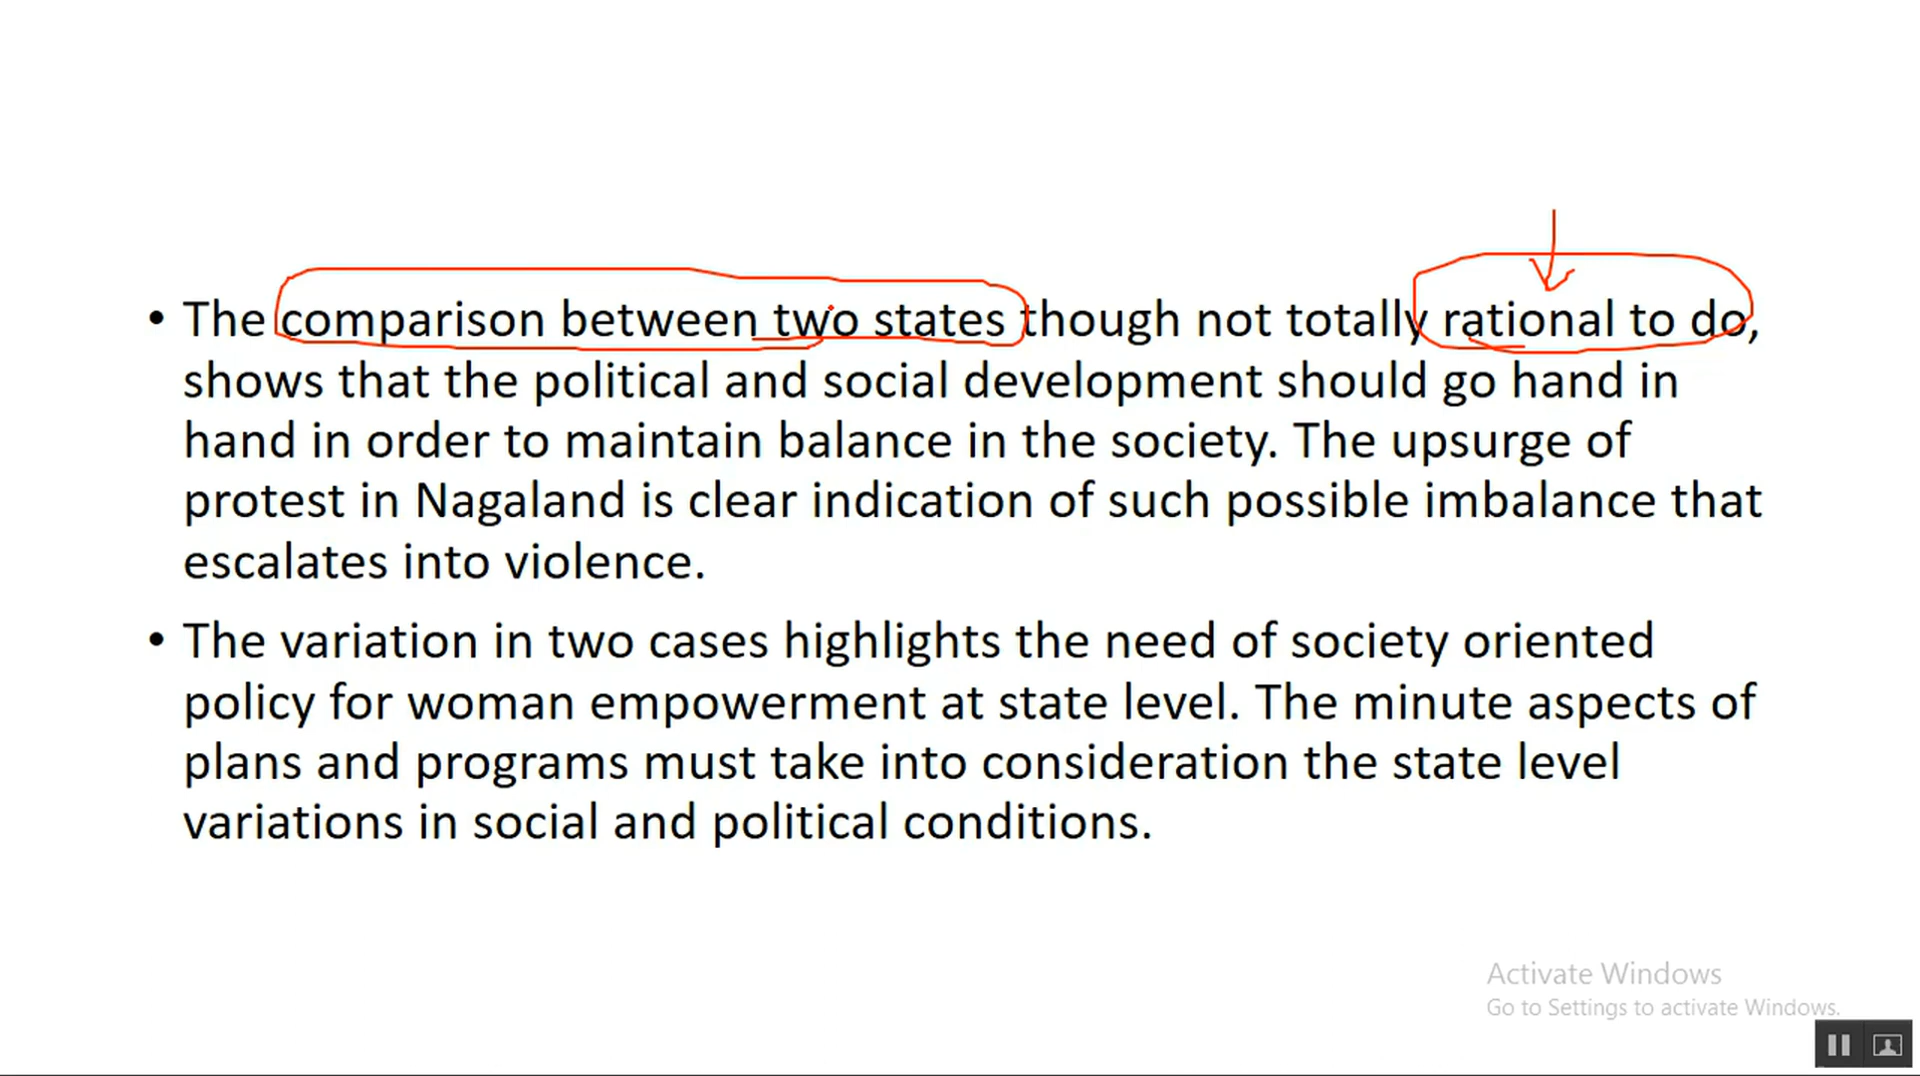 • The comparison between two states though not totally rational to do,
shows that the political and social development should go hand in
hand in order to maintain balance in the society. The upsurge of
protest in Nagaland is clear indication of such possible imbalance that
escalates into violence.
• The variation in two cases highlights the need of society oriented
policy for woman empowerment at state level. The minute aspects of
plans and programs must take into consideration the state level
variations in social and political conditions.
Activate Windows
Go to Settings to activate Windows.